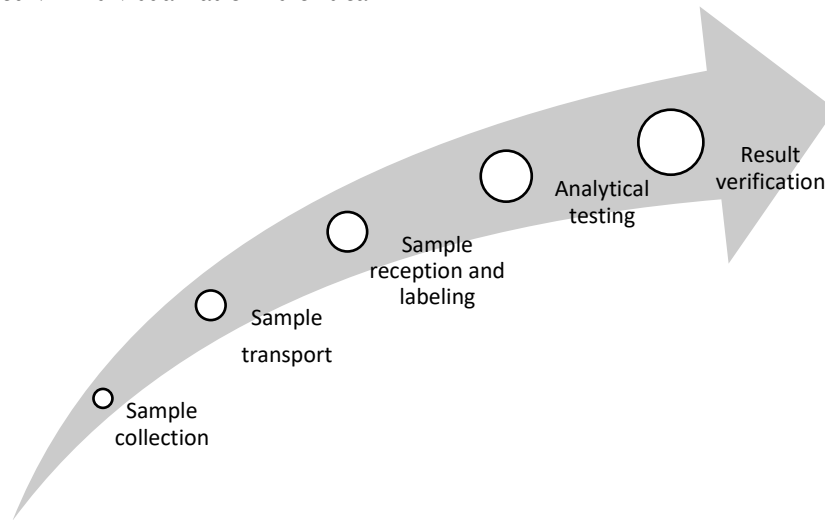 Result
verification
Analytical
testing
Sample
reception and
labeling
Sample
transport
Sample
collection